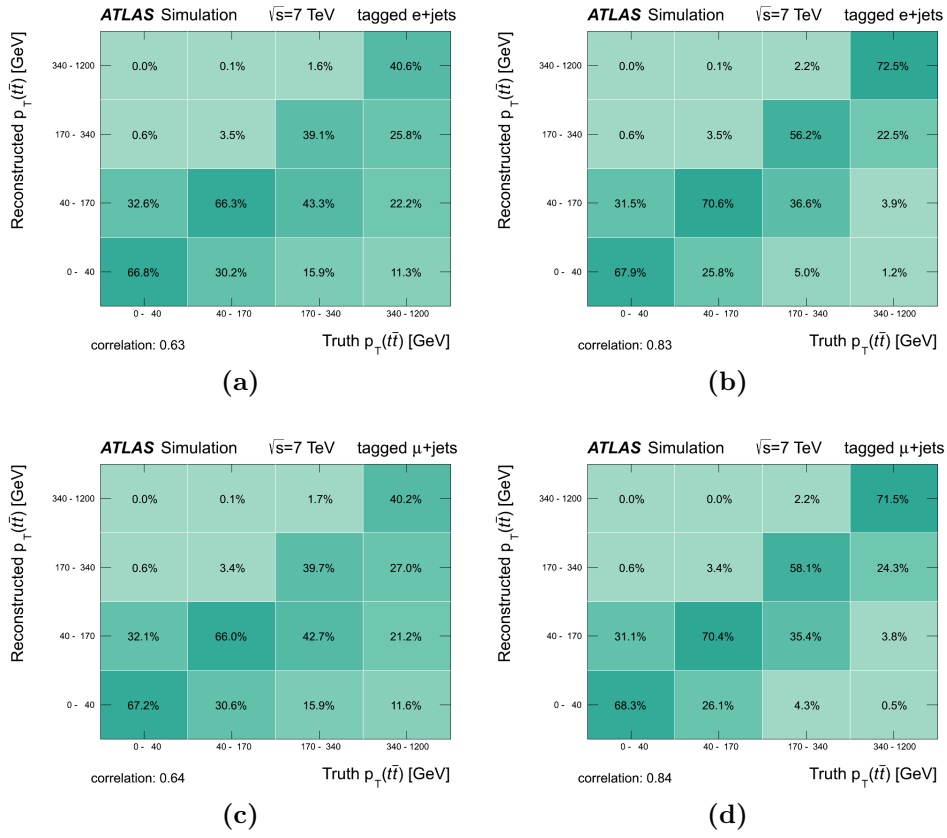 ATLAS Simulation √s=7 TeV tagged e+jets
Reconstructed p_T(tt̄) [GeV]
340 - 1200 0.0% 0.1% 1.6% 40.6%
170 - 340 0.6% 3.5% 39.1% 25.8%
40 - 170 32.6% 66.3% 43.3% 22.2%
0 - 40 66.8% 30.2% 15.9% 11.3%
0 - 40 40 - 170 170 - 340 340 - 1200
Truth p_T(tt̄) [GeV]
correlation: 0.63
(a)
ATLAS Simulation √s=7 TeV tagged e+jets
Reconstructed p_T(tt̄) [GeV]
340 - 1200 0.0% 0.1% 2.2% 72.5%
170 - 340 0.6% 3.5% 56.2% 22.5%
40 - 170 31.5% 70.6% 36.6% 3.9%
0 - 40 67.9% 25.8% 5.0% 1.2%
0 - 40 40 - 170 170 - 340 340 - 1200
Truth p_T(tt̄) [GeV]
correlation: 0.83
(b)
ATLAS Simulation √s=7 TeV tagged μ+jets
Reconstructed p_T(tt̄) [GeV]
340 - 1200 0.0% 0.1% 1.7% 40.2%
170 - 340 0.6% 3.4% 39.7% 27.0%
40 - 170 32.1% 66.0% 42.7% 21.2%
0 - 40 67.2% 30.6% 15.9% 11.6%
0 - 40 40 - 170 170 - 340 340 - 1200
Truth p_T(tt̄) [GeV]
correlation: 0.64
(c)
ATLAS Simulation √s=7 TeV tagged μ+jets
Reconstructed p_T(tt̄) [GeV]
340 - 1200 0.0% 0.0% 2.2% 71.5%
170 - 340 0.6% 3.4% 58.1% 24.3%
40 - 170 31.1% 70.4% 35.4% 3.8%
0 - 40 68.3% 26.1% 4.3% 0.5%
0 - 40 40 - 170 170 - 340 340 - 1200
Truth p_T(tt̄) [GeV]
correlation: 0.84
(d)